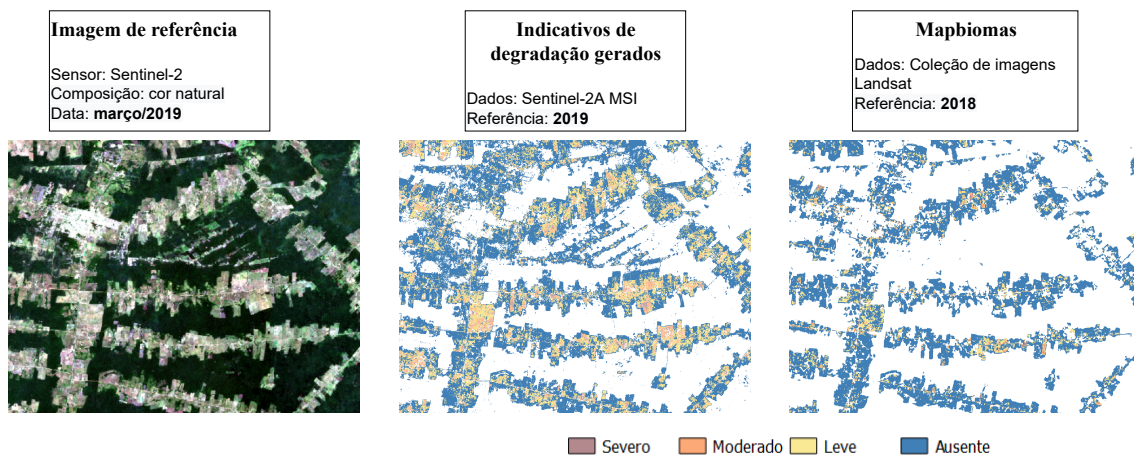 Imagem de referência
Sensor: Sentinel-2
Composição: cor natural
Data: março/2019
Indicativos de
degradação gerados
Dados: Sentinel-2A MSI
Referência: 2019
Mapbiomas
Dados: Coleção de imagens
Landsat
Referência: 2018
Severo
Moderado
Leve
Ausente